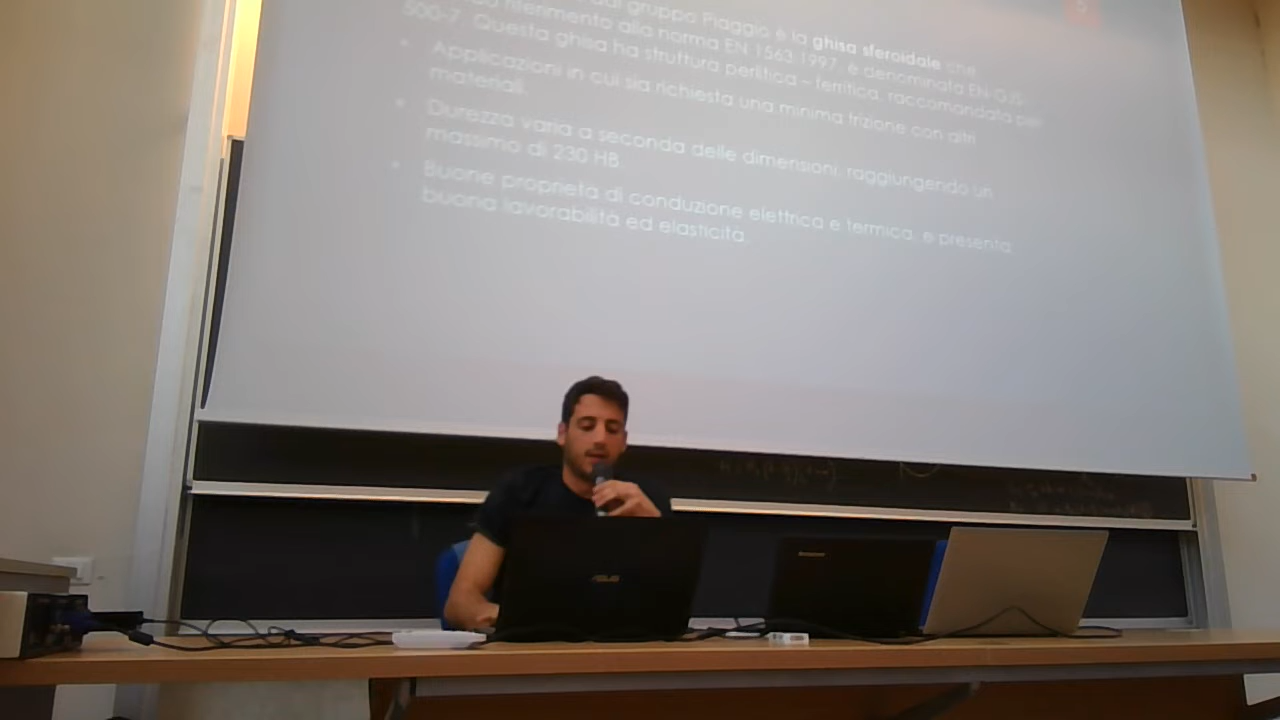 5
dal gruppo Piaggio è la ghisa sferoidale che
riferimento alla norma EN 1563:1997, è denominata EN GJS
500-7. Questa ghisa ha struttura perlitica – ferritica, raccomandata per
• Applicazioni in cui sia richiesta una minima frizione con altri
materiali.
• Durezza varia a seconda delle dimensioni, raggiungendo un
massimo di 230 HB
• Buone proprietà di conduzione elettrica e termica, e presenta
buona lavorabilità ed elasticità.
ASUS
lenovo